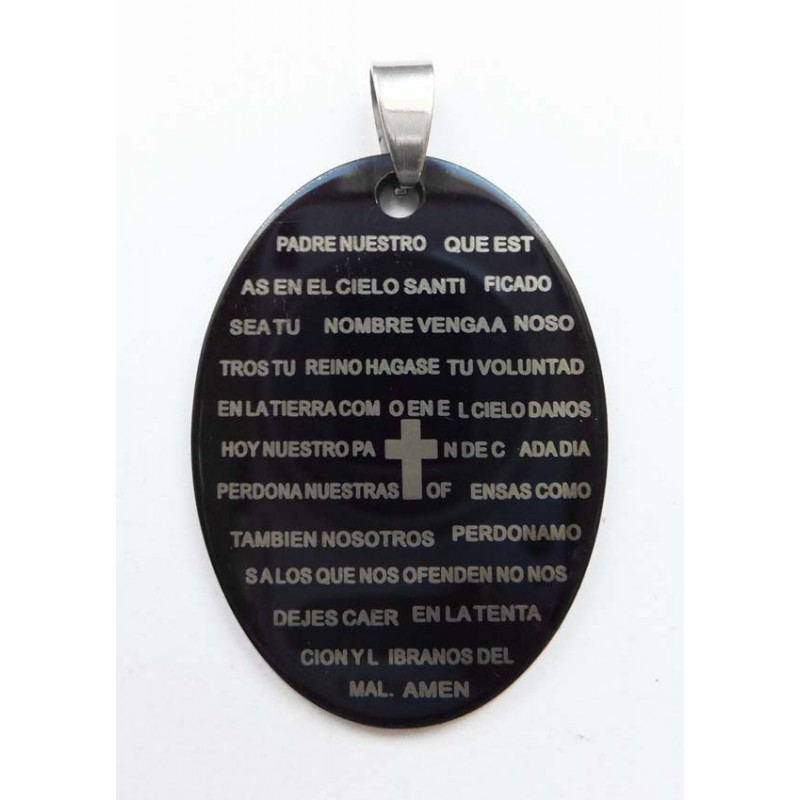 PADRE NUESTRO QUE EST
AS EN EL CIELO SANTI FICADO
SEA TU NOMBRE VENGA A NOSO
TROS TU REINO HAGASE TU VOLUNTAD
EN LA TIERRA COM O EN E L CIELO DANOS
HOY NUESTRO PA N DE C ADA DIA
PERDONA NUESTRAS OF ENSAS COMO
TAMBIEN NOSOTROS PERDONAMO
S A LOS QUE NOS OFENDEN NO NOS
DEJES CAER EN LA TENTA
CION Y L IBRANOS DEL
MAL. AMEN